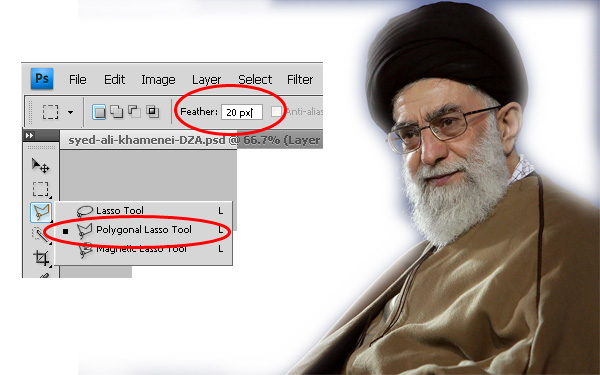 Ps File Edit Image Layer Select Filter
Feather: 20 px Anti-alias
syed-ali-khamenei-DZA.psd @ 66.7% (Layer
Lasso Tool L
Polygonal Lasso Tool L
Magnetic Lasso Tool L